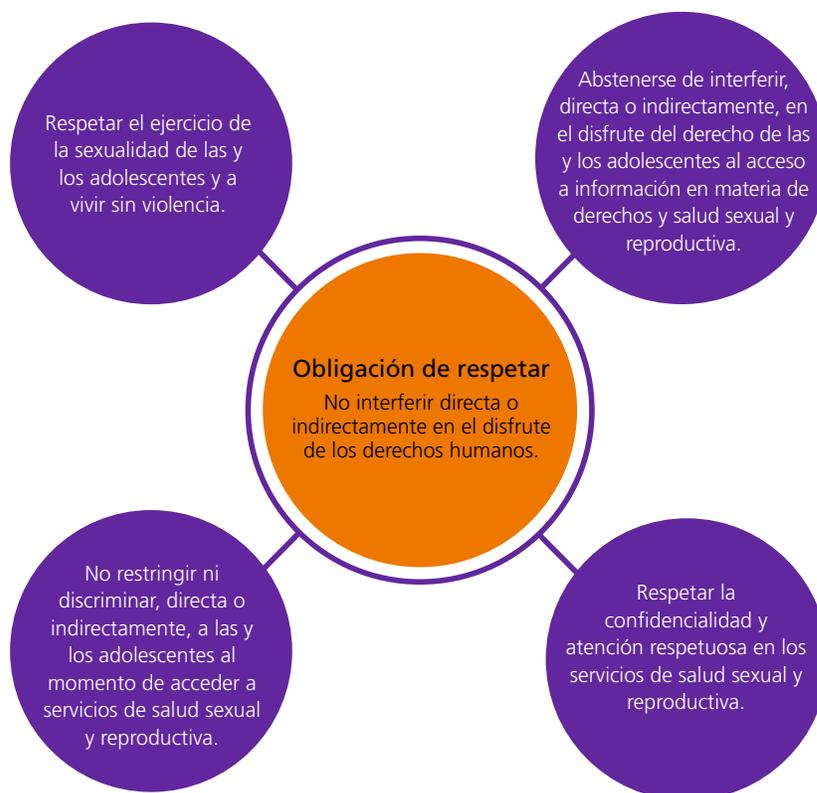 Respetar el ejercicio de
la sexualidad de las y
los adolescentes y a
vivir sin violencia.
Abstenerse de interferir,
directa o indirectamente, en
el disfrute del derecho de las
y los adolescentes al acceso
a información en materia de
derechos y salud sexual y
reproductiva.
Obligación de respetar
No interferir directa o
indirectamente en el disfrute
de los derechos humanos.
No restringir ni
discriminar, directa o
indirectamente, a las y
los adolescentes al
momento de acceder a
servicios de salud sexual
y reproductiva.
Respetar la
confidencialidad y
atención respetuosa en los
servicios de salud sexual y
reproductiva.